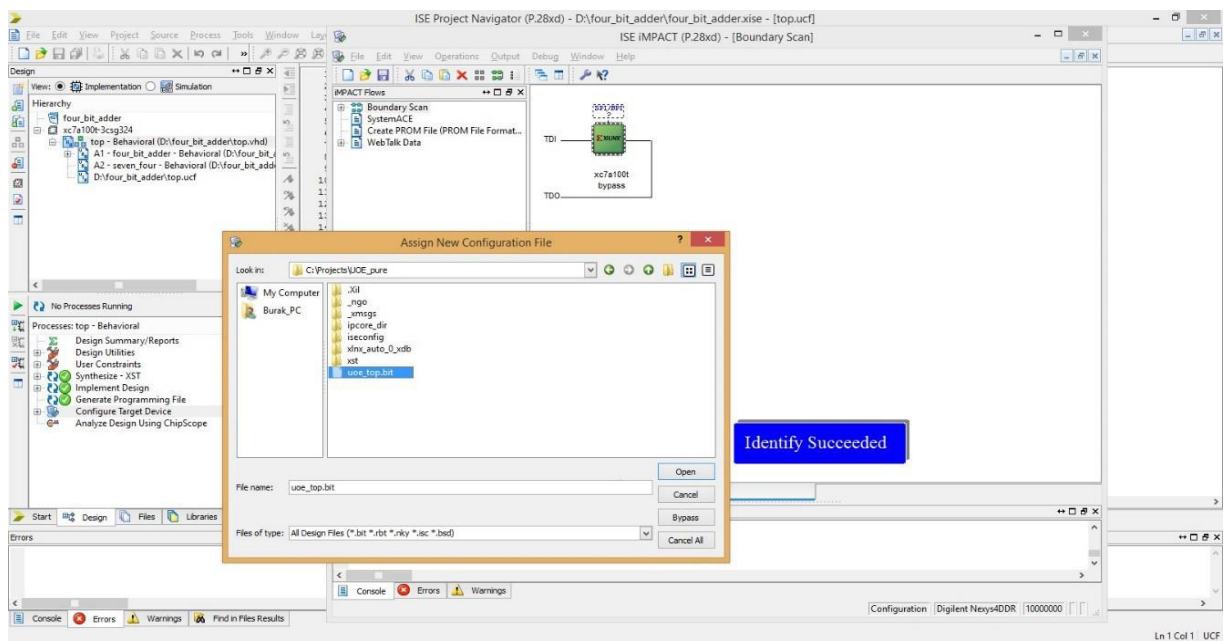 ISE Project Navigator (P.28xd) - D:\four_bit_adder\four_bit_adder.xise - [top.ucf]
File Edit View Project Source Process Tools Window Lay
ISE iMPACT (P.28xd) - [Boundary Scan]
File Edit View Operations Output Debug Window Help
Design
View: Implementation Simulation
Hierarchy
four_bit_adder
xc7a100t-3csg324
top - Behavioral (D:\four_bit_adder\top.vhd)
A1 - four_bit_adder - Behavioral (D:\four_bit_a
A2 - seven_four - Behavioral (D:\four_bit_adde
D:\four_bit_adder\top.ucf
iMPACT Flows
Boundary Scan
SystemACE
Create PROM File (PROM File Format...
WebTalk Data
TDI
XILINX
xc7a100t
bypass
TDO
Assign New Configuration File
Look in: C:\Projects\UOE_pure
My Computer
Burak_PC
.Xil
_ngo
_xmsgs
ipcore_dir
iseconfig
xlnx_auto_0_xdb
xst
uoe_top.bit
File name: uoe_top.bit
Files of type: All Design Files (*.bit *.rbt *.nky *.isc *.bsd)
Open
Cancel
Bypass
Cancel All
No Processes Running
Processes: top - Behavioral
Design Summary/Reports
Design Utilities
User Constraints
Synthesize - XST
Implement Design
Generate Programming File
Configure Target Device
Analyze Design Using ChipScope
Identify Succeeded
Start Design Files Libraries
Errors
Console Errors Warnings
Configuration Digilent Nexys4DDR 10000000
Console Errors Warnings Find in Files Results
Ln 1 Col 1 UCF